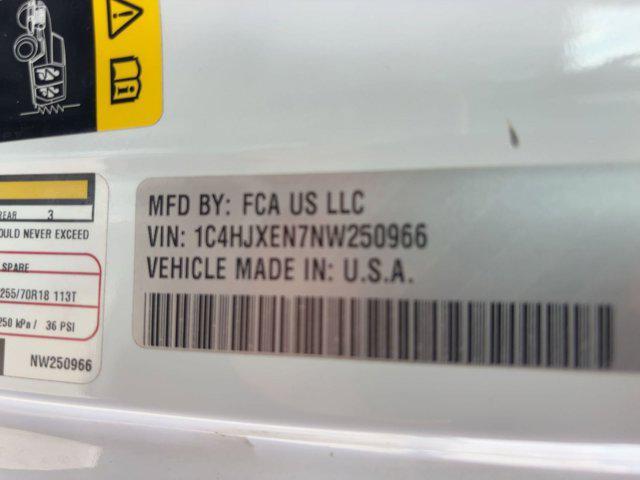 REAR 3
OULD NEVER EXCEED
SPARE
255/70R18 113T
250 kPa / 36 PSI
NW250966
MFD BY: FCA US LLC
VIN: 1C4HJXEN7NW250966
VEHICLE MADE IN: U.S.A.